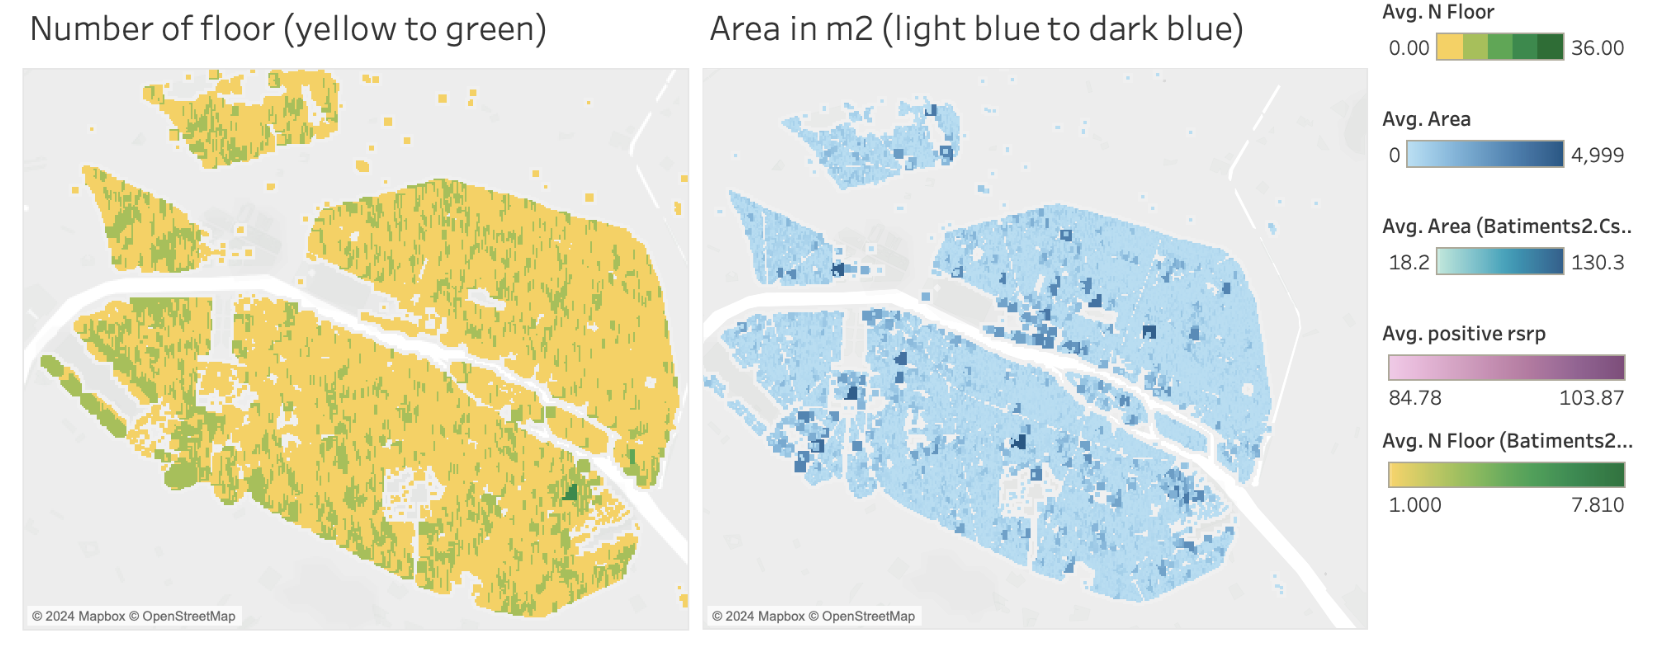 Number of floor (yellow to green)
© 2024 Mapbox © OpenStreetMap
Area in m2 (light blue to dark blue)
© 2024 Mapbox © OpenStreetMap
Avg. N Floor
0.00 36.00
Avg. Area
0 4,999
Avg. Area (Batiments2.Cs..
18.2 130.3
Avg. positive rsrp
84.78 103.87
Avg. N Floor (Batiments2...
1.000 7.810